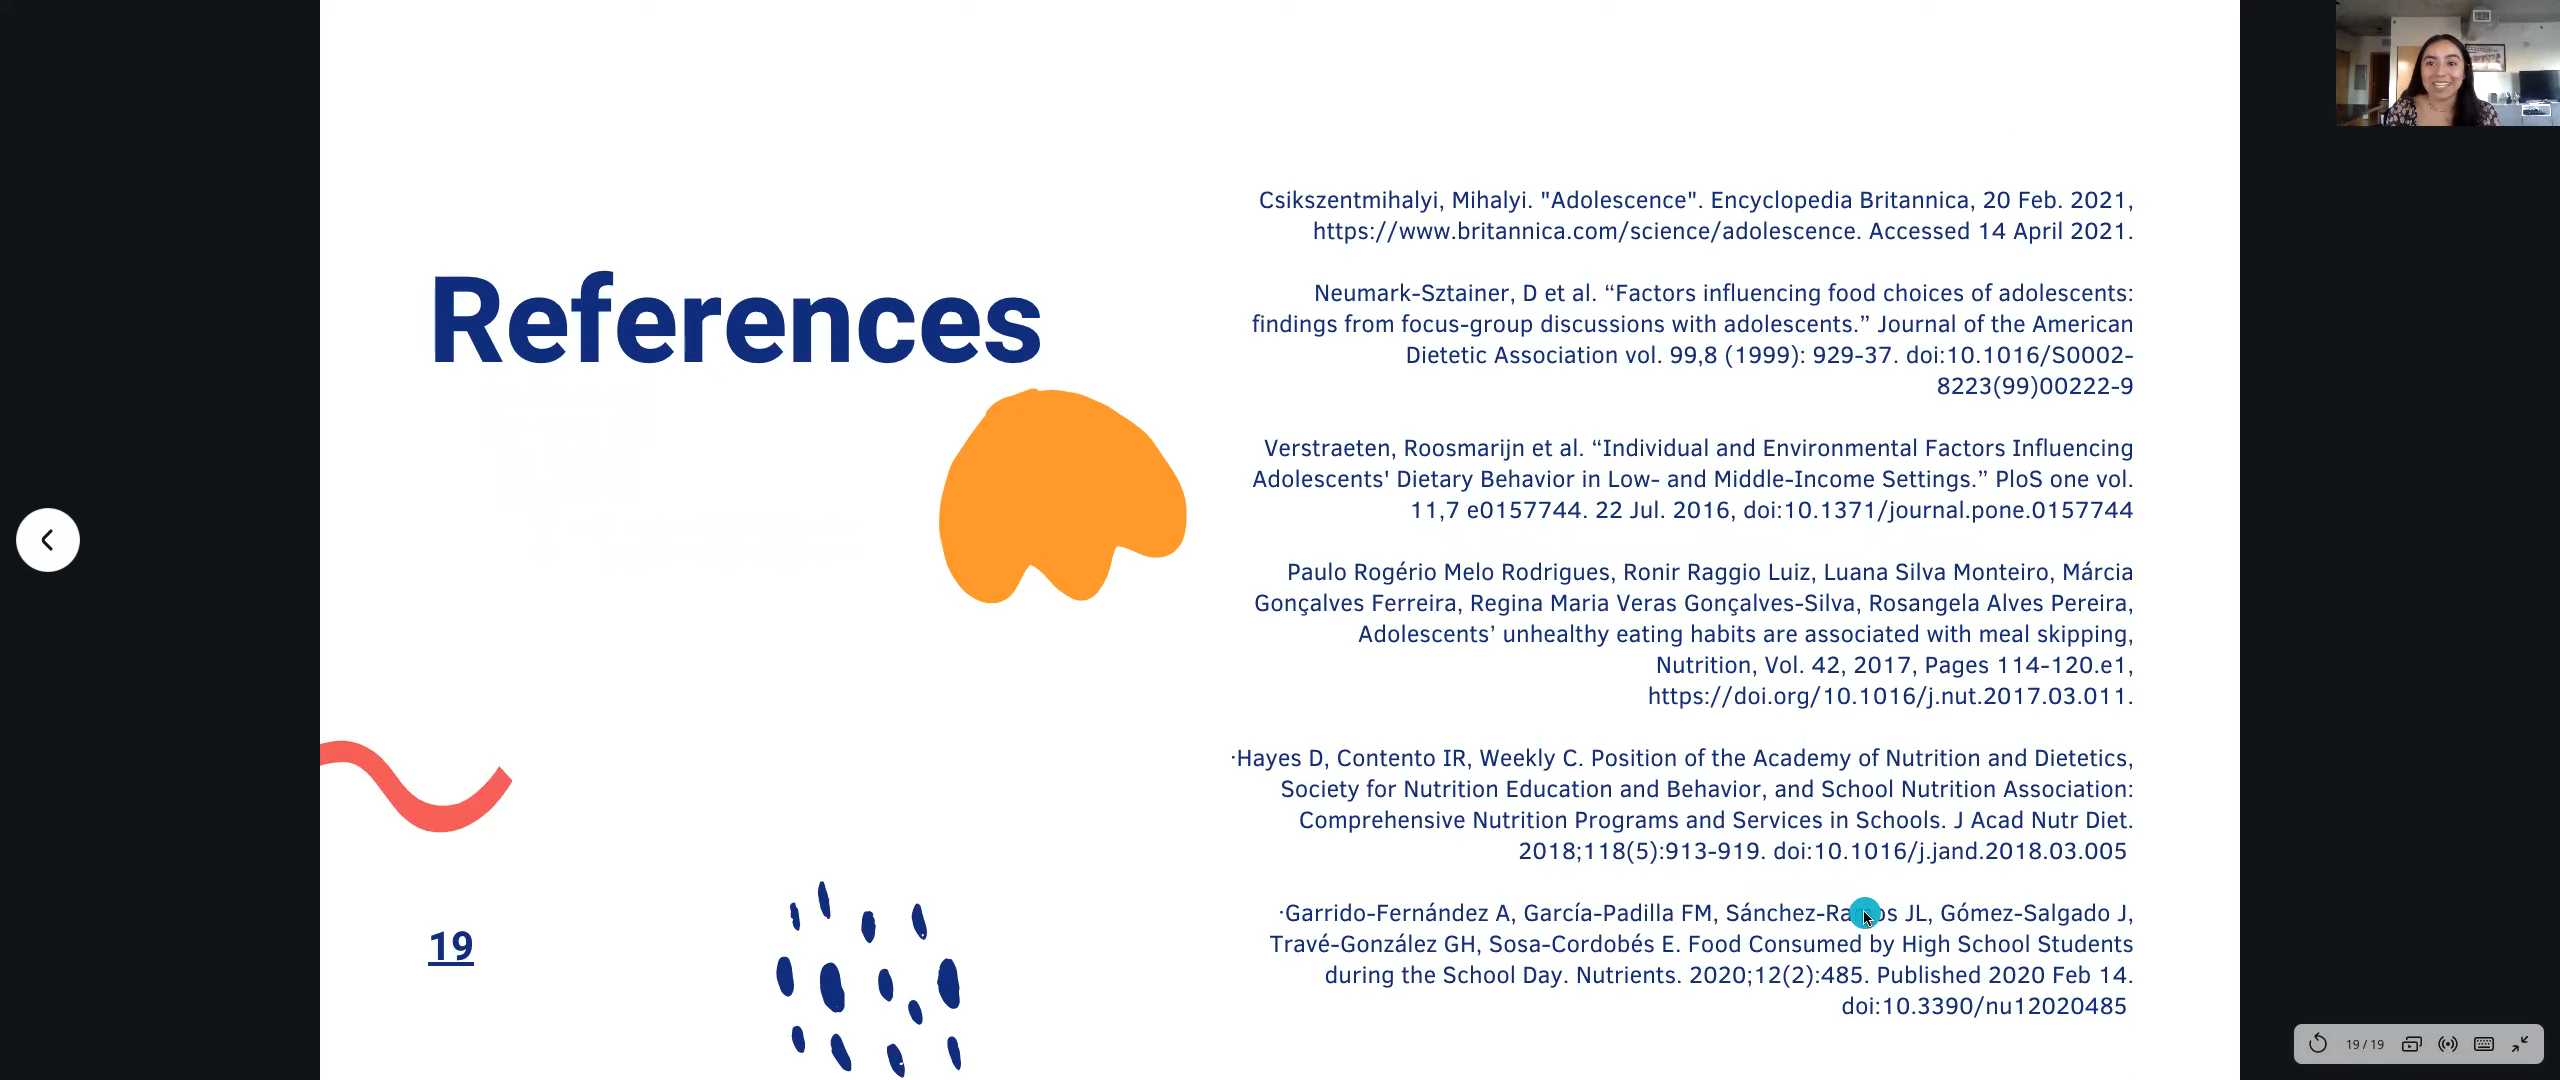 References
Csikszentmihalyi, Mihalyi. "Adolescence". Encyclopedia Britannica, 20 Feb. 2021,
https://www.britannica.com/science/adolescence. Accessed 14 April 2021.
Neumark-Sztainer, D et al. “Factors influencing food choices of adolescents:
findings from focus-group discussions with adolescents.” Journal of the American
Dietetic Association vol. 99,8 (1999): 929-37. doi:10.1016/S0002-
8223(99)00222-9
Verstraeten, Roosmarijn et al. “Individual and Environmental Factors Influencing
Adolescents' Dietary Behavior in Low- and Middle-Income Settings.” PloS one vol.
11,7 e0157744. 22 Jul. 2016, doi:10.1371/journal.pone.0157744
Paulo Rogério Melo Rodrigues, Ronir Raggio Luiz, Luana Silva Monteiro, Márcia
Gonçalves Ferreira, Regina Maria Veras Gonçalves-Silva, Rosangela Alves Pereira,
Adolescents’ unhealthy eating habits are associated with meal skipping,
Nutrition, Vol. 42, 2017, Pages 114-120.e1,
https://doi.org/10.1016/j.nut.2017.03.011.
·Hayes D, Contento IR, Weekly C. Position of the Academy of Nutrition and Dietetics,
Society for Nutrition Education and Behavior, and School Nutrition Association:
Comprehensive Nutrition Programs and Services in Schools. J Acad Nutr Diet.
2018;118(5):913-919. doi:10.1016/j.jand.2018.03.005
·Garrido-Fernández A, García-Padilla FM, Sánchez-Ramos JL, Gómez-Salgado J,
Travé-González GH, Sosa-Cordobés E. Food Consumed by High School Students
during the School Day. Nutrients. 2020;12(2):485. Published 2020 Feb 14.
doi:10.3390/nu12020485
19
19 / 19